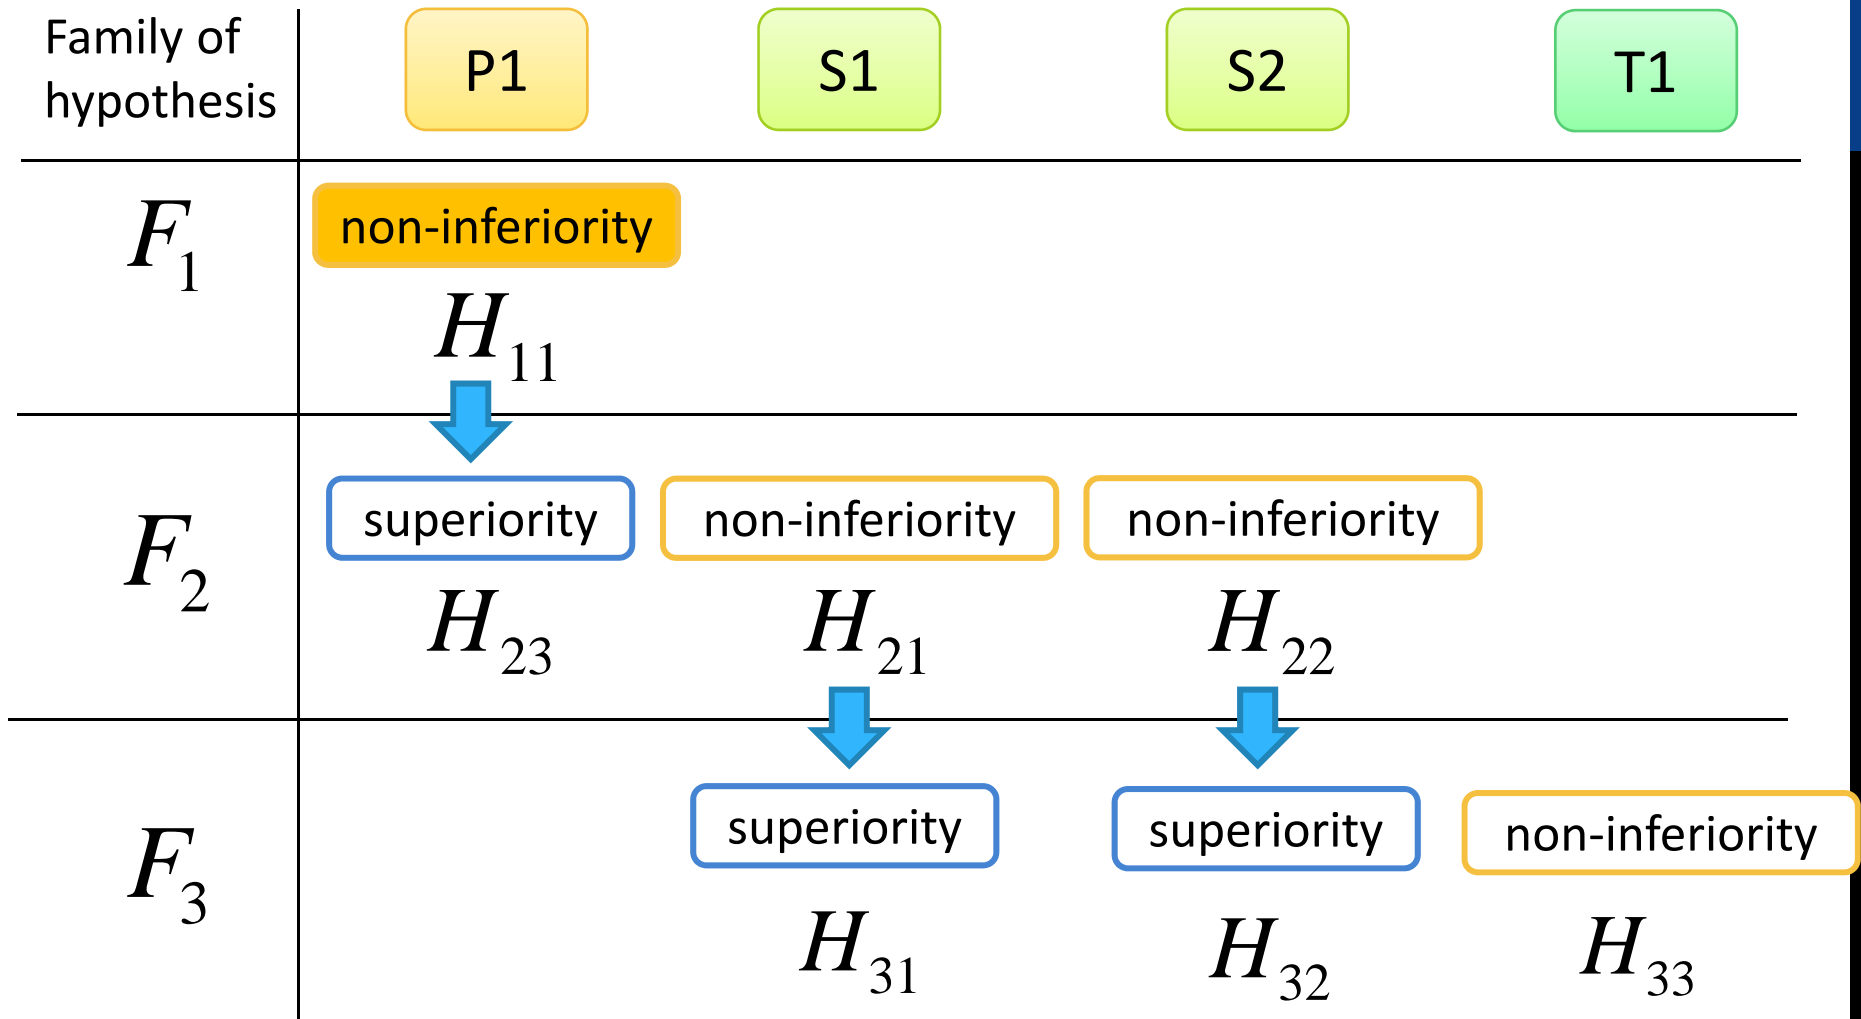 Family of
hypothesis
P1
S1
S2
T1
F1
non-inferiority
H11
F2
superiority
non-inferiority
non-inferiority
H23
H21
H22
F3
superiority
superiority
non-inferiority
H31
H32
H33